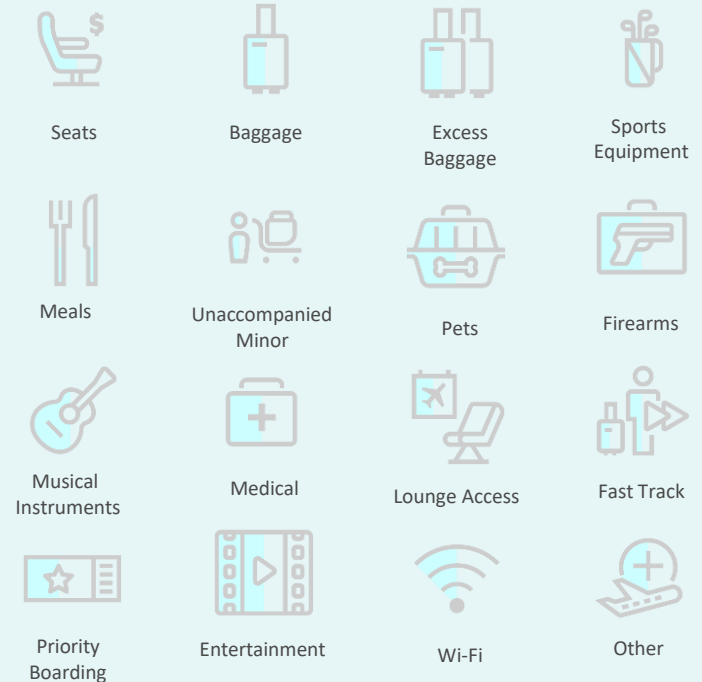 $
Seats
Baggage
Excess
Baggage
Sports
Equipment
Meals
Unaccompanied
Minor
Pets
Firearms
Musical
Instruments
Medical
Lounge Access
Fast Track
Priority
Boarding
Entertainment
Wi-Fi
Other